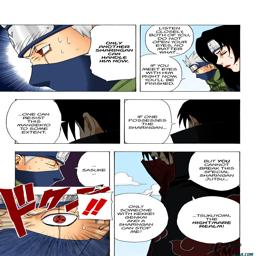 LISTEN
CLOSELY
BOTH OF YOU.
DO NOT
OPEN YOUR
EYES, NO
MATTER
WHAT...
IF YOU
MEET EYES
WITH HIM
RIGHT NOW,
YOU'LL BE
FINISHED.
ONLY
ANOTHER
SHARINGAN
CAN
HANDLE
HIM NOW.
IF ONE
POSSESSES
THE
SHARINGAN,
...ONE CAN
RESIST
THIS
MANGEKYO
TO SOME
EXTENT.
BUT YOU
CANNOT
BREAK THIS
SPECIAL
SHARINGAN
JUTSU...
...TSUKUYOMI,
THE
NIGHTMARE
REALM!
SASUKE
...ONLY
SOMEONE
WITH KEKKEI
GENKAI
AND A
SHARINGAN
CAN STOP
ME!